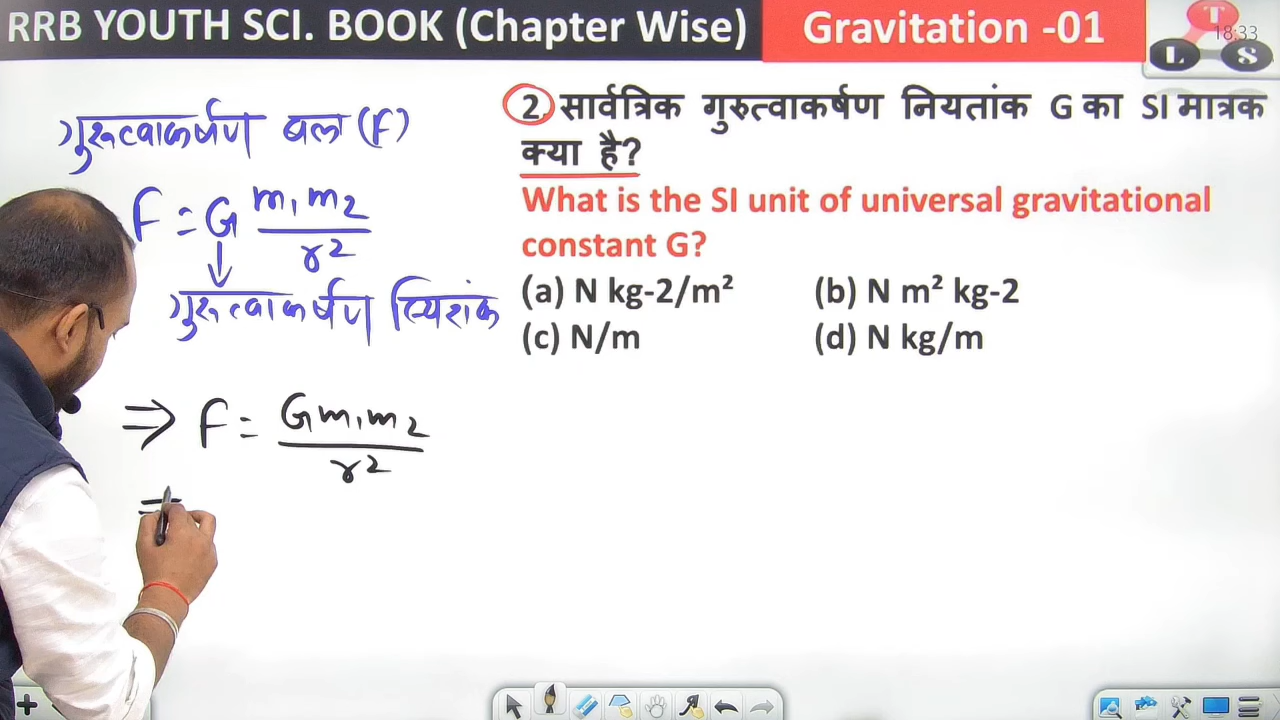 RRB YOUTH SCI. BOOK (Chapter Wise)
Gravitation -01
T
18:33
L S
गुरुत्वाकर्षण बल (F)
F = G m1m2 / r2
गुरुत्वाकर्षण स्थिरांक
⇒ F = Gm1m2 / r2
=
2. सार्वत्रिक गुरुत्वाकर्षण नियतांक G का SI मात्रक
क्या है?
What is the SI unit of universal gravitational
constant G?
(a) N kg-2/m² (b) N m² kg-2
(c) N/m (d) N kg/m